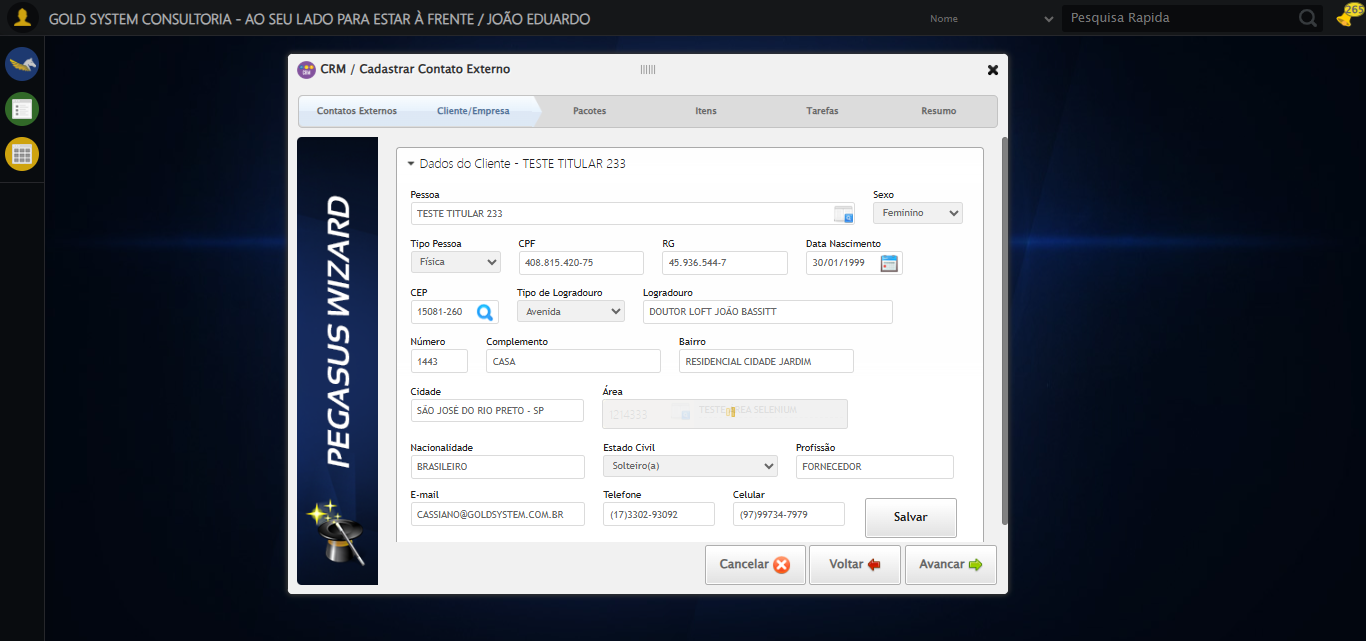 GOLD SYSTEM CONSULTORIA - AO SEU LADO PARA ESTAR À FRENTE / JOÃO EDUARDO
Nome
Pesquisa Rapida
265
CRM / Cadastrar Contato Externo
Contatos Externos
Cliente/Empresa
Pacotes
Itens
Tarefas
Resumo
PEGASUS WIZARD
Dados do Cliente - TESTE TITULAR 233
Pessoa
Sexo
TESTE TITULAR 233
Feminino
Tipo Pessoa
CPF
RG
Data Nascimento
Física
408.815.420-75
45.936.544-7
30/01/1999
CEP
Tipo de Logradouro
Logradouro
15081-260
Avenida
DOUTOR LOFT JOÃO BASSITT
Número
Complemento
Bairro
1443
CASA
RESIDENCIAL CIDADE JARDIM
Cidade
Área
SÃO JOSÉ DO RIO PRETO - SP
1214333
TESTE AREA SELENIUM
Nacionalidade
Estado Civil
Profissão
BRASILEIRO
Solteiro(a)
FORNECEDOR
E-mail
Telefone
Celular
CASSIANO@GOLDSYSTEM.COM.BR
(17)3302-93092
(97)99734-7979
Salvar
Cancelar
Voltar
Avancar